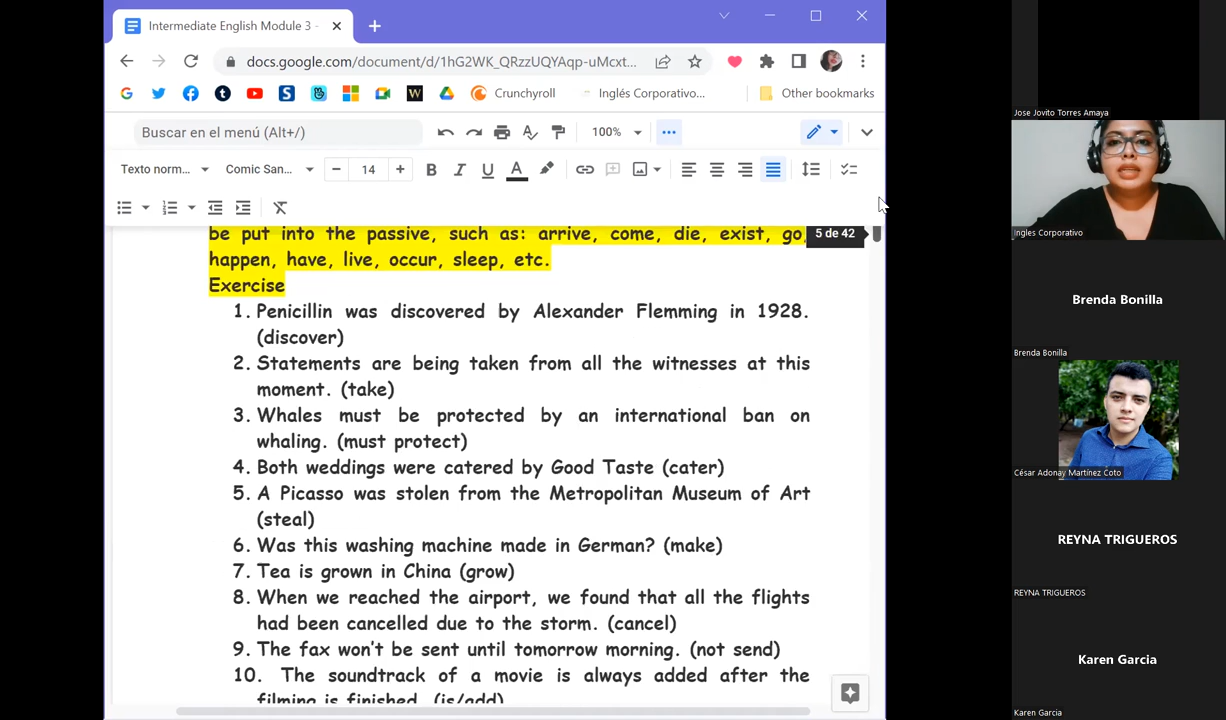 Intermediate English Module 3 -
docs.google.com/document/d/1hG2WK_QRzzUQYAqp-uMcxt...
Crunchyroll
Inglés Corporativo...
Other bookmarks
Buscar en el menú (Alt+/)
100%
Texto norm...
Comic San...
14
be put into the passive, such as: arrive, come, die, exist, go,
5 de 42
happen, have, live, occur, sleep, etc.
Exercise
1. Penicillin was discovered by Alexander Flemming in 1928.
(discover)
2. Statements are being taken from all the witnesses at this
moment. (take)
3. Whales must be protected by an international ban on
whaling. (must protect)
4. Both weddings were catered by Good Taste (cater)
5. A Picasso was stolen from the Metropolitan Museum of Art
(steal)
6. Was this washing machine made in German? (make)
7. Tea is grown in China (grow)
8. When we reached the airport, we found that all the flights
had been cancelled due to the storm. (cancel)
9. The fax won't be sent until tomorrow morning. (not send)
10. The soundtrack of a movie is always added after the
filming is finished. (is/add)
Jose Jovito Torres Amaya
Ingles Corporativo
Brenda Bonilla
Brenda Bonilla
César Adonay Martínez Coto
REYNA TRIGUEROS
REYNA TRIGUEROS
Karen Garcia
Karen Garcia